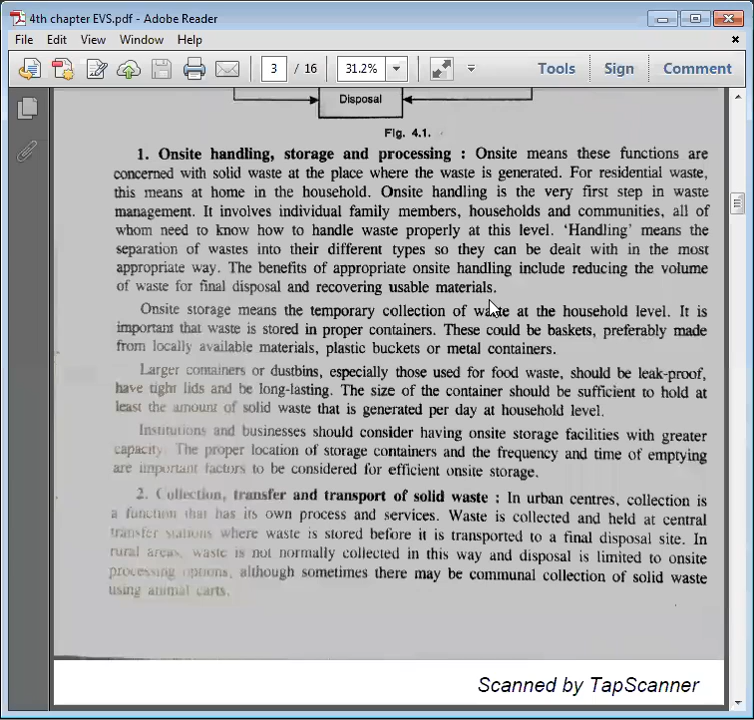 4th chapter EVS.pdf - Adobe Reader
File Edit View Window Help
3 / 16 31.2% Tools Sign Comment
Disposal
Fig. 4.1.
1. Onsite handling, storage and processing : Onsite means these functions are
concerned with solid waste at the place where the waste is generated. For residential waste,
this means at home in the household. Onsite handling is the very first step in waste
management. It involves individual family members, households and communities, all of
whom need to know how to handle waste properly at this level. ‘Handling’ means the
separation of wastes into their different types so they can be dealt with in the most
appropriate way. The benefits of appropriate onsite handling include reducing the volume
of waste for final disposal and recovering usable materials.
Onsite storage means the temporary collection of waste at the household level. It is
important that waste is stored in proper containers. These could be baskets, preferably made
from locally available materials, plastic buckets or metal containers.
Larger containers or dustbins, especially those used for food waste, should be leak-proof,
have tight lids and be long-lasting. The size of the container should be sufficient to hold at
least the amount of solid waste that is generated per day at household level.
Institutions and businesses should consider having onsite storage facilities with greater
capacity. The proper location of storage containers and the frequency and time of emptying
are important factors to be considered for efficient onsite storage.
2. Collection, transfer and transport of solid waste : In urban centres, collection is
a function that has its own process and services. Waste is collected and held at central
transfer stations where waste is stored before it is transported to a final disposal site. In
rural areas, waste is not normally collected in this way and disposal is limited to onsite
processing options, although sometimes there may be communal collection of solid waste
using animal carts.
Scanned by TapScanner